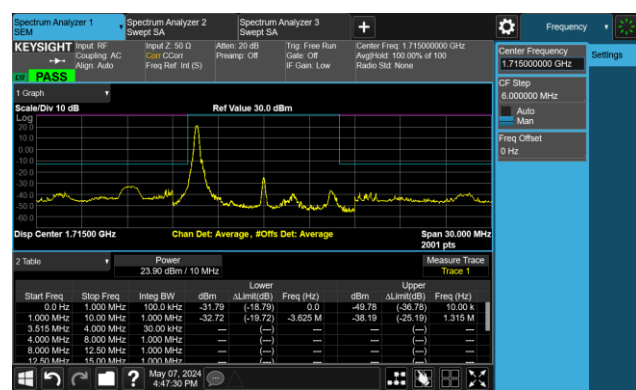 Spectrum Analyzer 1
SEM
Spectrum Analyzer 2
Swept SA
Spectrum Analyzer 3
Swept SA
Frequency
KEYSIGHT
Input: RF
Coupling: AC
Align: Auto
Input Z: 50 Ω
Corr CCorr
Freq Ref: Int (S)
Atten: 20 dB
Preamp: Off
Trig: Free Run
Gate: Off
IF Gain: Low
Center Freq: 1.715000000 GHz
Avg|Hold: 100.00% of 100
Radio Std: None
PASS
Center Frequency
1.715000000 GHz
Settings
CF Step
6.000000 MHz
Auto
Man
Freq Offset
0 Hz
1 Graph
Scale/Div 10 dB
Ref Value 30.0 dBm
Log
20.0
10.0
0.00
-10.0
-20.0
-30.0
-40.0
-50.0
-60.0
Disp Center 1.71500 GHz
Chan Det: Average, #Offs Det: Average
Span 30.000 MHz
2001 pts
2 Table
Power
23.90 dBm / 10 MHz
Measure Trace
Trace 1
Lower Upper
Start Freq Stop Freq Integ BW dBm ΔLimit(dB) Freq (Hz) dBm ΔLimit(dB) Freq (Hz)
0.0 Hz 1.000 MHz 100.0 kHz -31.79 (-18.79) 0.0 -49.78 (-36.78) 10.00 k
1.000 MHz 10.00 MHz 1.000 MHz -32.72 (-19.72) -3.625 M -38.19 (-25.19) 1.315 M
3.515 MHz 4.000 MHz 30.00 kHz --- (---) --- --- (---) ---
4.000 MHz 8.000 MHz 1.000 MHz --- (---) --- --- (---) ---
8.000 MHz 12.50 MHz 1.000 MHz --- (---) --- --- (---) ---
12.50 MHz 15.00 MHz 1.000 MHz --- (---) --- --- (---) ---
May 07, 2024
4:47:30 PM